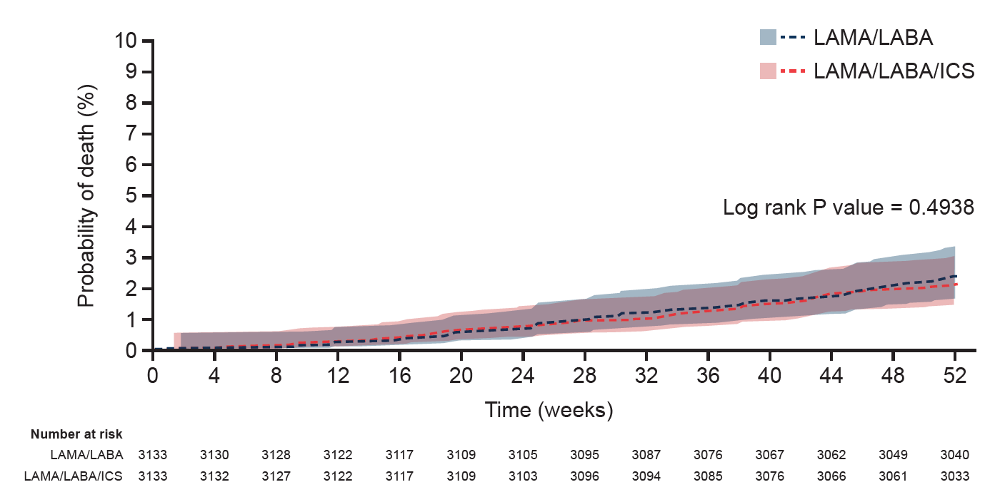 LAMA/LABA
LAMA/LABA/ICS
10
9
8
7
6
5
4
3
2
1
0
Probability of death (%)
Log rank P value = 0.4938
0 4 8 12 16 20 24 28 32 36 40 44 48 52
Time (weeks)
Number at risk
LAMA/LABA 3133 3130 3128 3122 3117 3109 3105 3095 3087 3076 3067 3062 3049 3040
LAMA/LABA/ICS 3133 3132 3127 3122 3117 3109 3103 3096 3094 3085 3076 3066 3061 3033